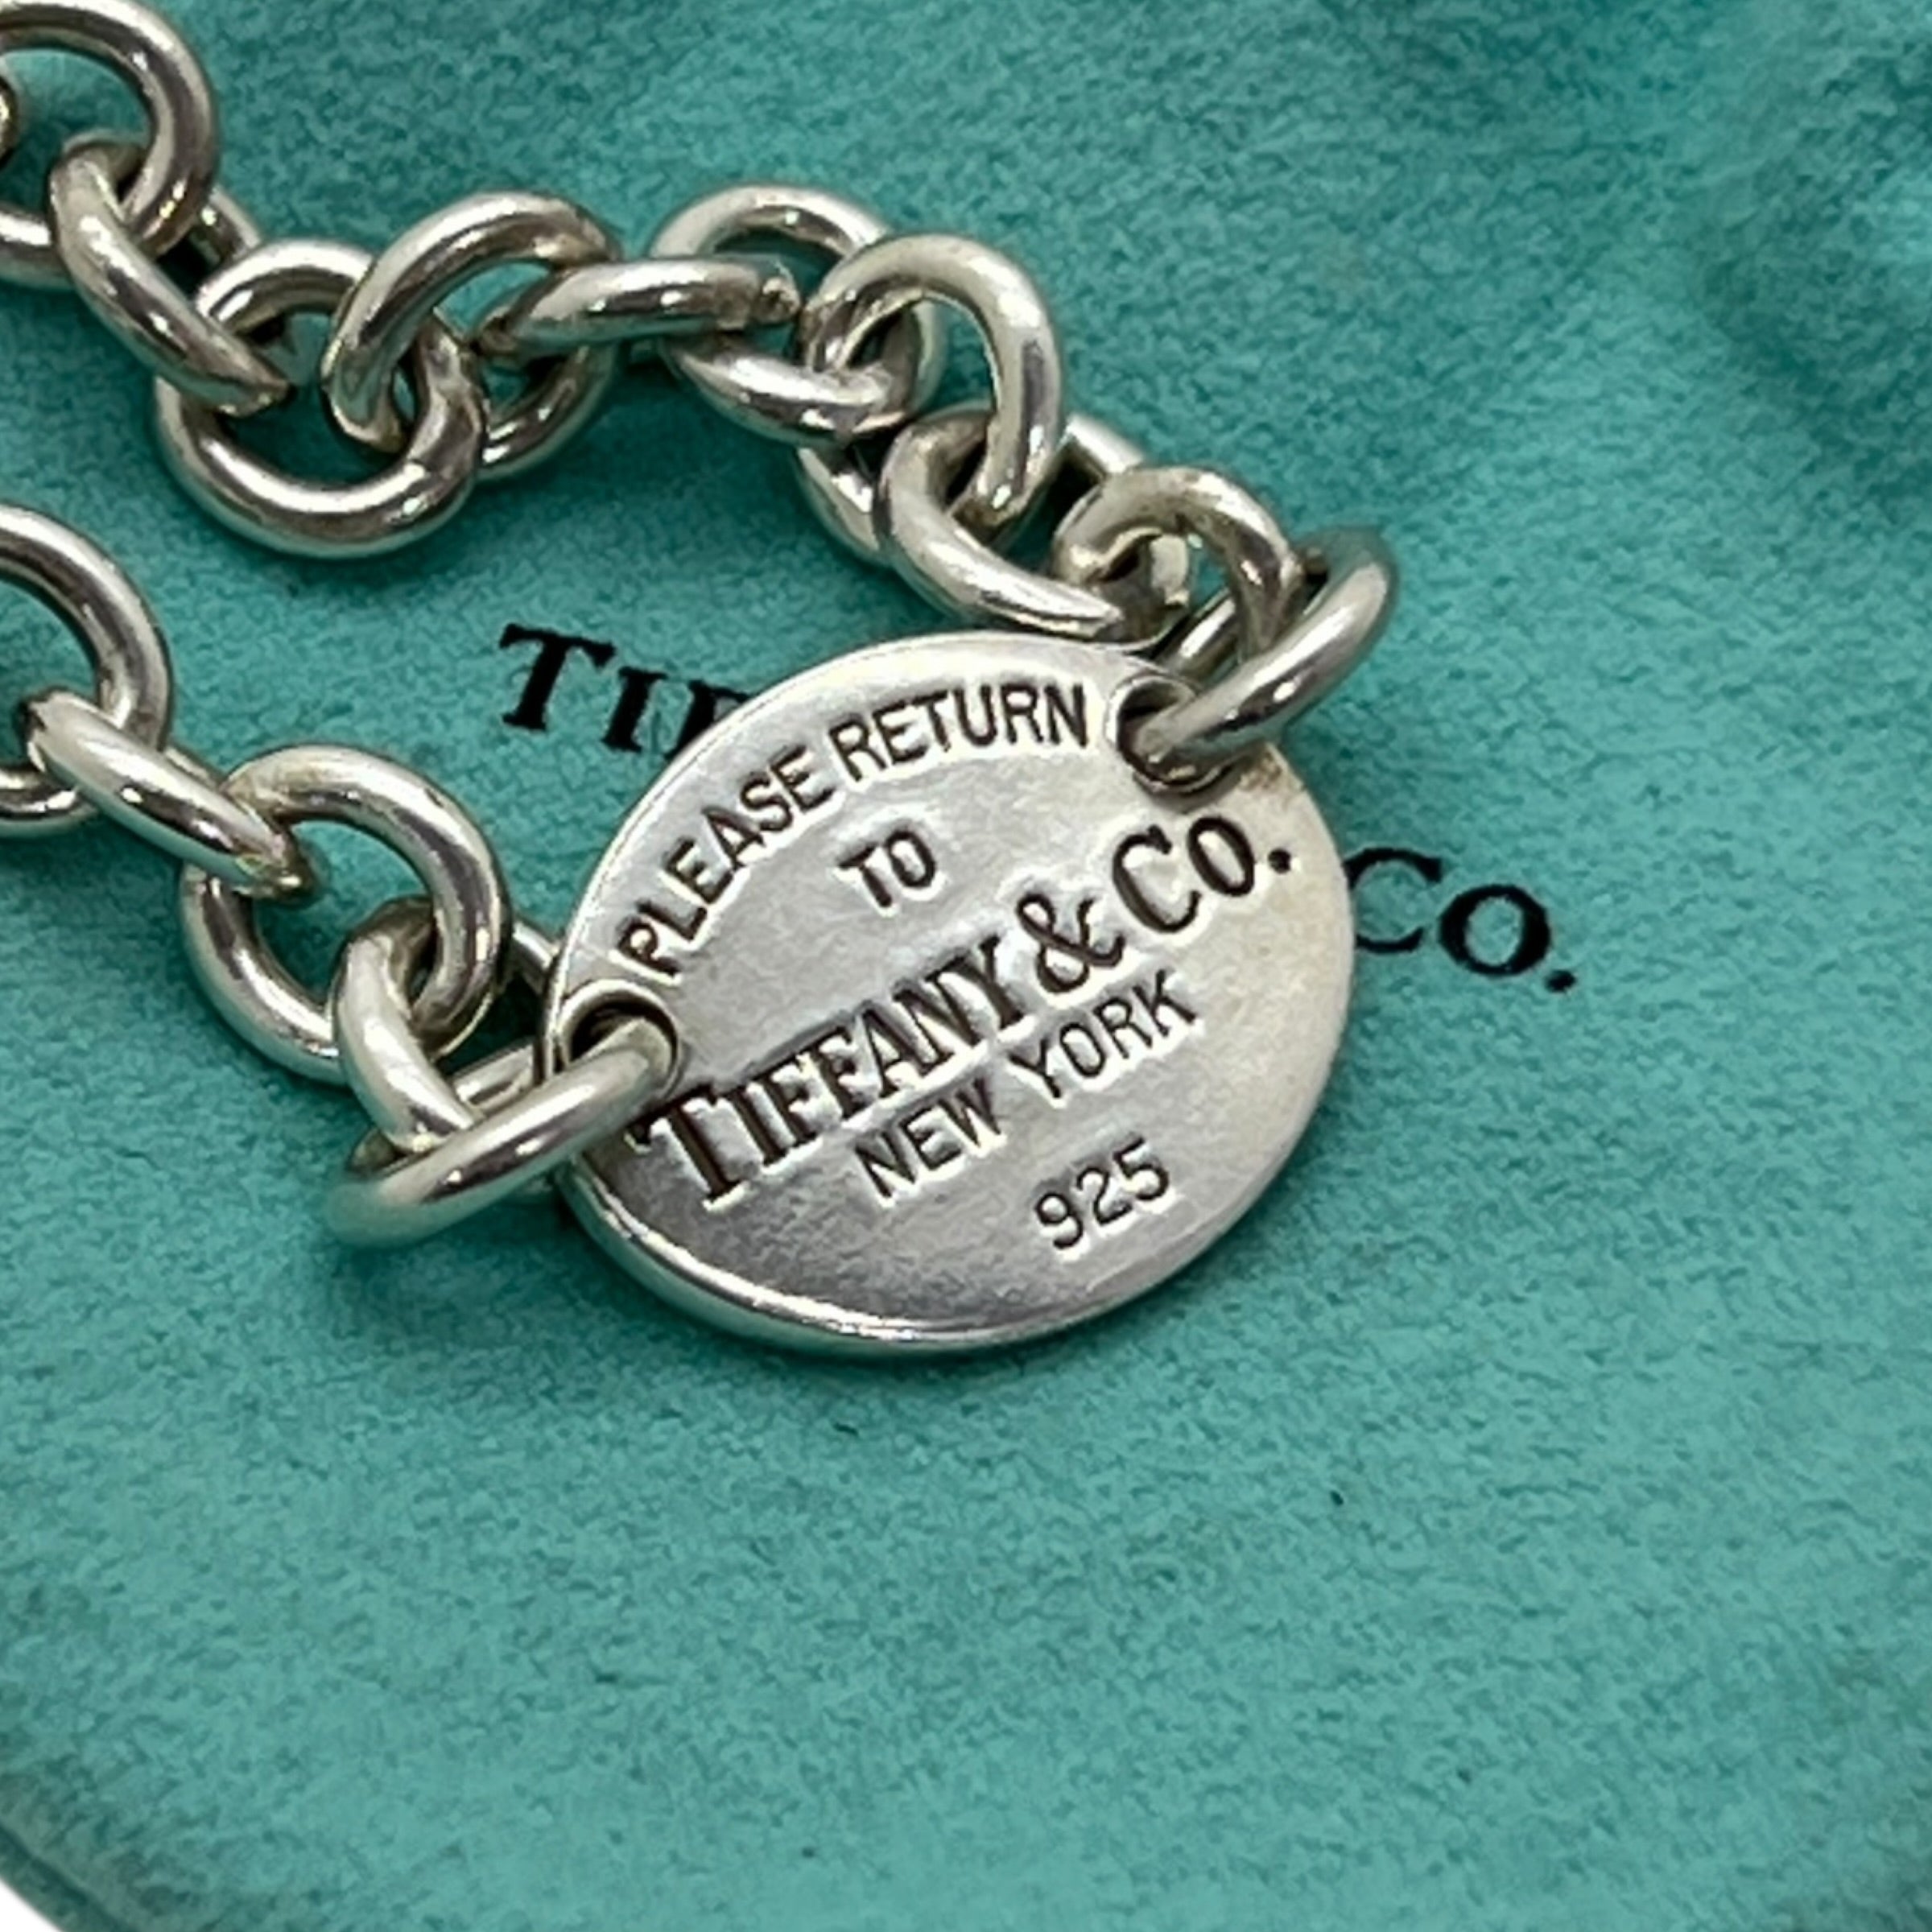 PLEASE RETURN
TO
TIFFANY & CO.
NEW YORK
925
CO.